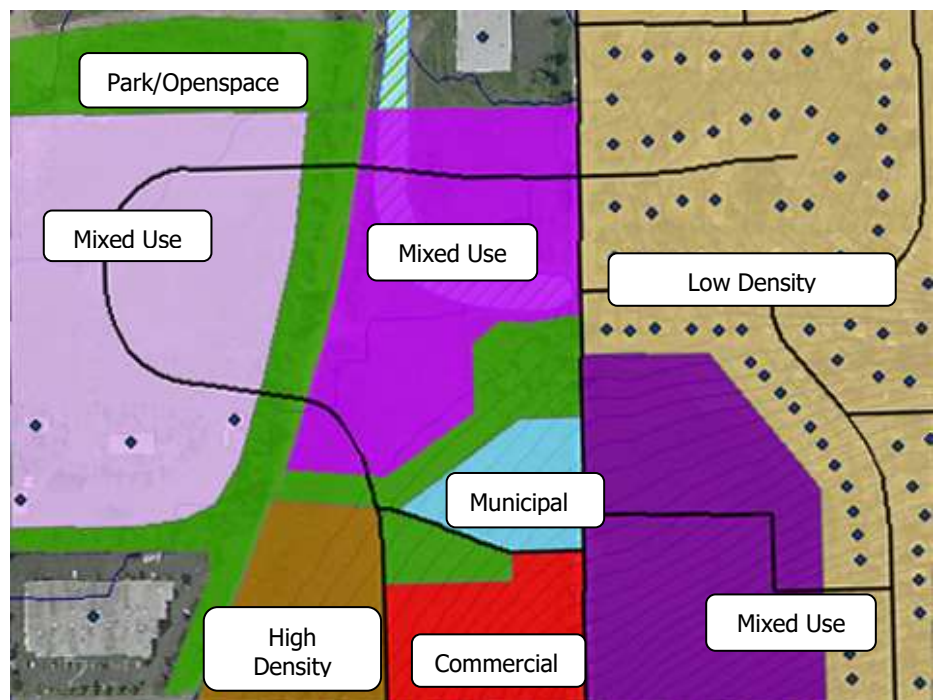 Park/Openspace
Mixed Use
Mixed Use
Low Density
Municipal
High
Density
Commercial
Mixed Use